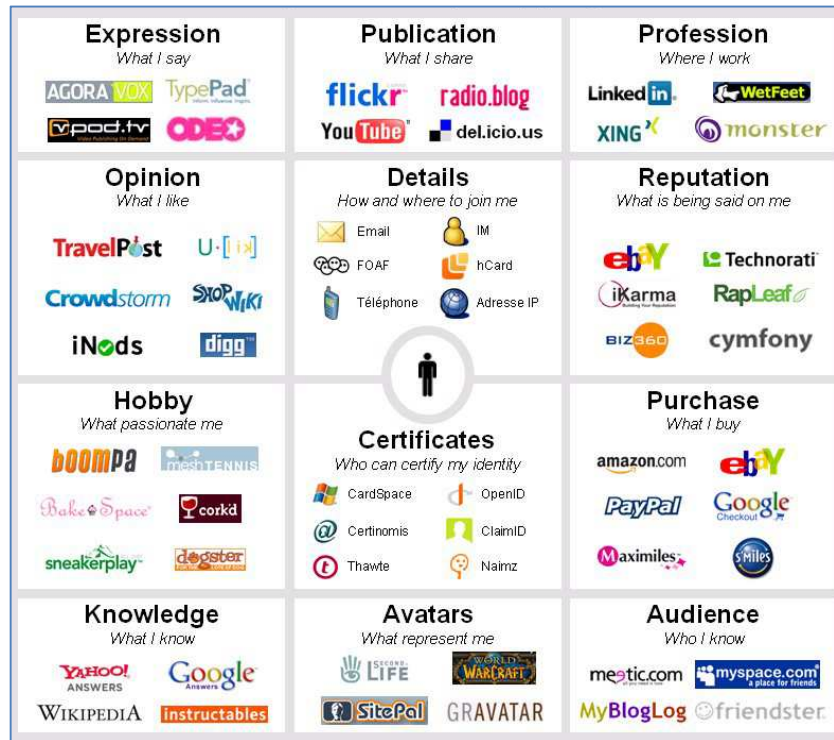 Expression
What I say
AGORA VOX TypePad
vpod.tv ODEO
Publication
What I share
flickr radio.blog
YouTube del.icio.us
Profession
Where I work
Linked in WetFeet
XING monster
Opinion
What I like
TravelPost U.[lik]
Crowdstorm SHOPWIKI
iNods digg
Details
How and where to join me
Email IM
FOAF hCard
Téléphone Adresse IP
Reputation
What is being said on me
ebaY Technorati
iKarma RapLeaf
BIZ360 cymfony
Hobby
What passionate me
boompa meshTENNIS
Bake Space corkd
sneakerplay dogster
Certificates
Who can certify my identity
CardSpace OpenID
Certinomis ClaimID
Thawte Naimz
Purchase
What I buy
amazon.com ebaY
PayPal Google Checkout
Maximiles S'Miles
Knowledge
What I know
YAHOO! ANSWERS Google Answers
WIKIPEDIA instructables
Avatars
What represent me
SECOND LIFE WORLD WARCRAFT
SitePal GRAVATAR
Audience
Who I know
meetic.com myspace.com
a place for friends
MyBlogLog friendster